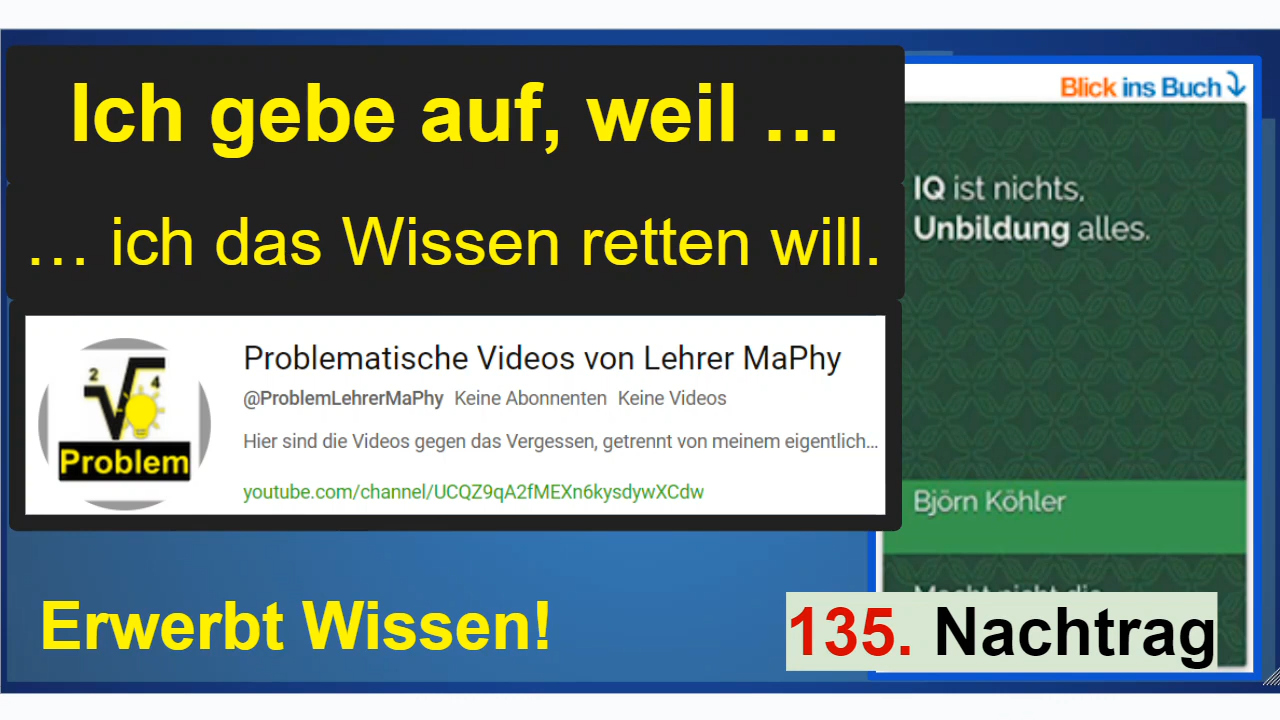 Ich gebe auf, weil …
… ich das Wissen retten will.
Blick ins Buch
IQ ist nichts,
Unbildung alles.
2 4
Problem
Problematische Videos von Lehrer MaPhy
@ProblemLehrerMaPhy Keine Abonnenten Keine Videos
Hier sind die Videos gegen das Vergessen, getrennt von meinem eigentlich...
youtube.com/channel/UCQZ9qA2fMEXn6kysdywXCdw
Björn Köhler
Erwerbt Wissen!
135. Nachtrag